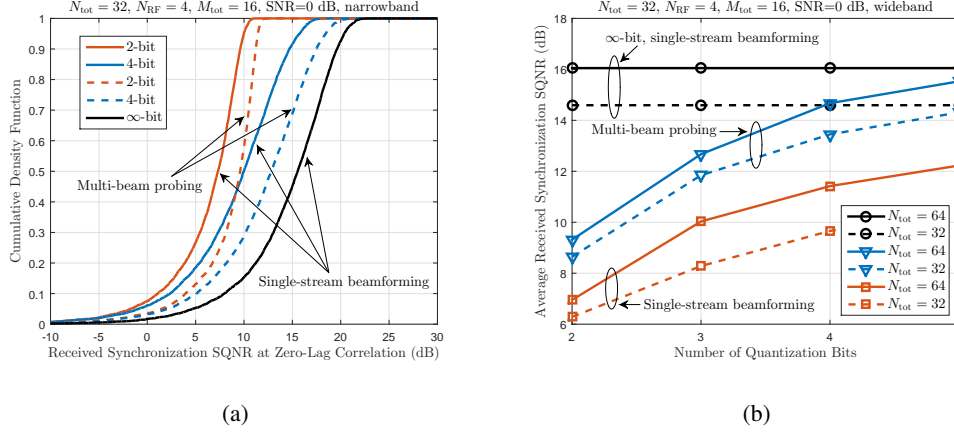 N_tot = 32, N_RF = 4, M_tot = 16, SNR=0 dB, narrowband
Cumulative Density Function
1
0.9
0.8
0.7
0.6
0.5
0.4
0.3
0.2
0.1
0
2-bit
4-bit
2-bit
4-bit
∞-bit
Multi-beam probing
Single-stream beamforming
-10 -5 0 5 10 15 20 25 30
Received Synchronization SQNR at Zero-Lag Correlation (dB)
(a)
N_tot = 32, N_RF = 4, M_tot = 16, SNR=0 dB, wideband
Average Received Synchronization SQNR (dB)
18
16
14
12
10
8
6
∞-bit, single-stream beamforming
Multi-beam probing
Single-stream beamforming
N_tot = 64
N_tot = 32
N_tot = 64
N_tot = 32
N_tot = 64
N_tot = 32
2 3 4
Number of Quantization Bits
(b)